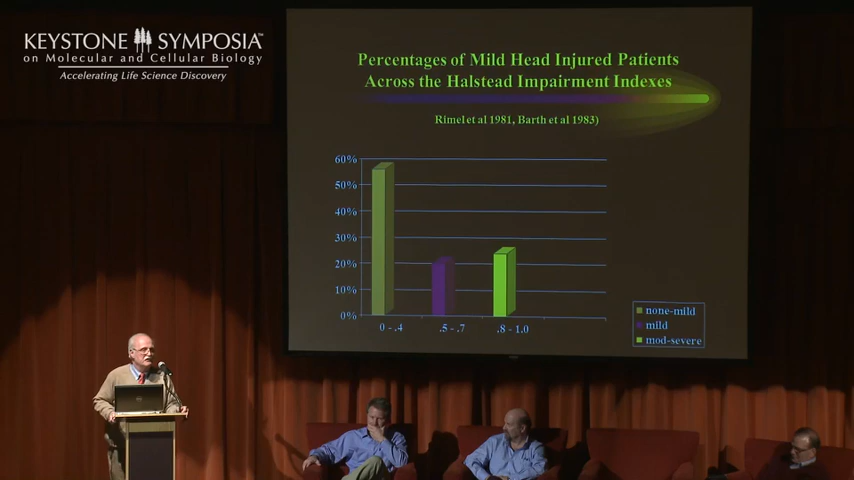 KEYSTONE SYMPOSIA™
on Molecular and Cellular Biology
Accelerating Life Science Discovery
Percentages of Mild Head Injured Patients
Across the Halstead Impairment Indexes
Rimel et al 1981, Barth et al 1983)
60%
50%
40%
30%
20%
10%
0%
0 - .4
.5 - .7
.8 - 1.0
none-mild
mild
mod-severe